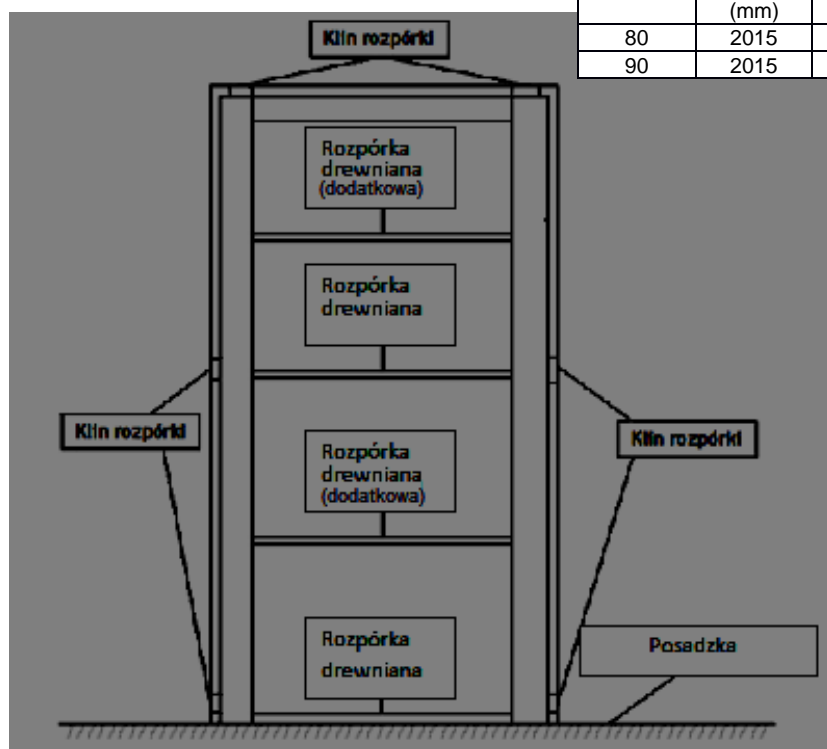 (mm)
80 2015
90 2015
Klin rozpórki
Rozpórka
drewniana
(dodatkowa)
Rozpórka
drewniana
Klin rozpórki
Klin rozpórki
Rozpórka
drewniana
(dodatkowa)
Rozpórka
drewniana
Posadzka